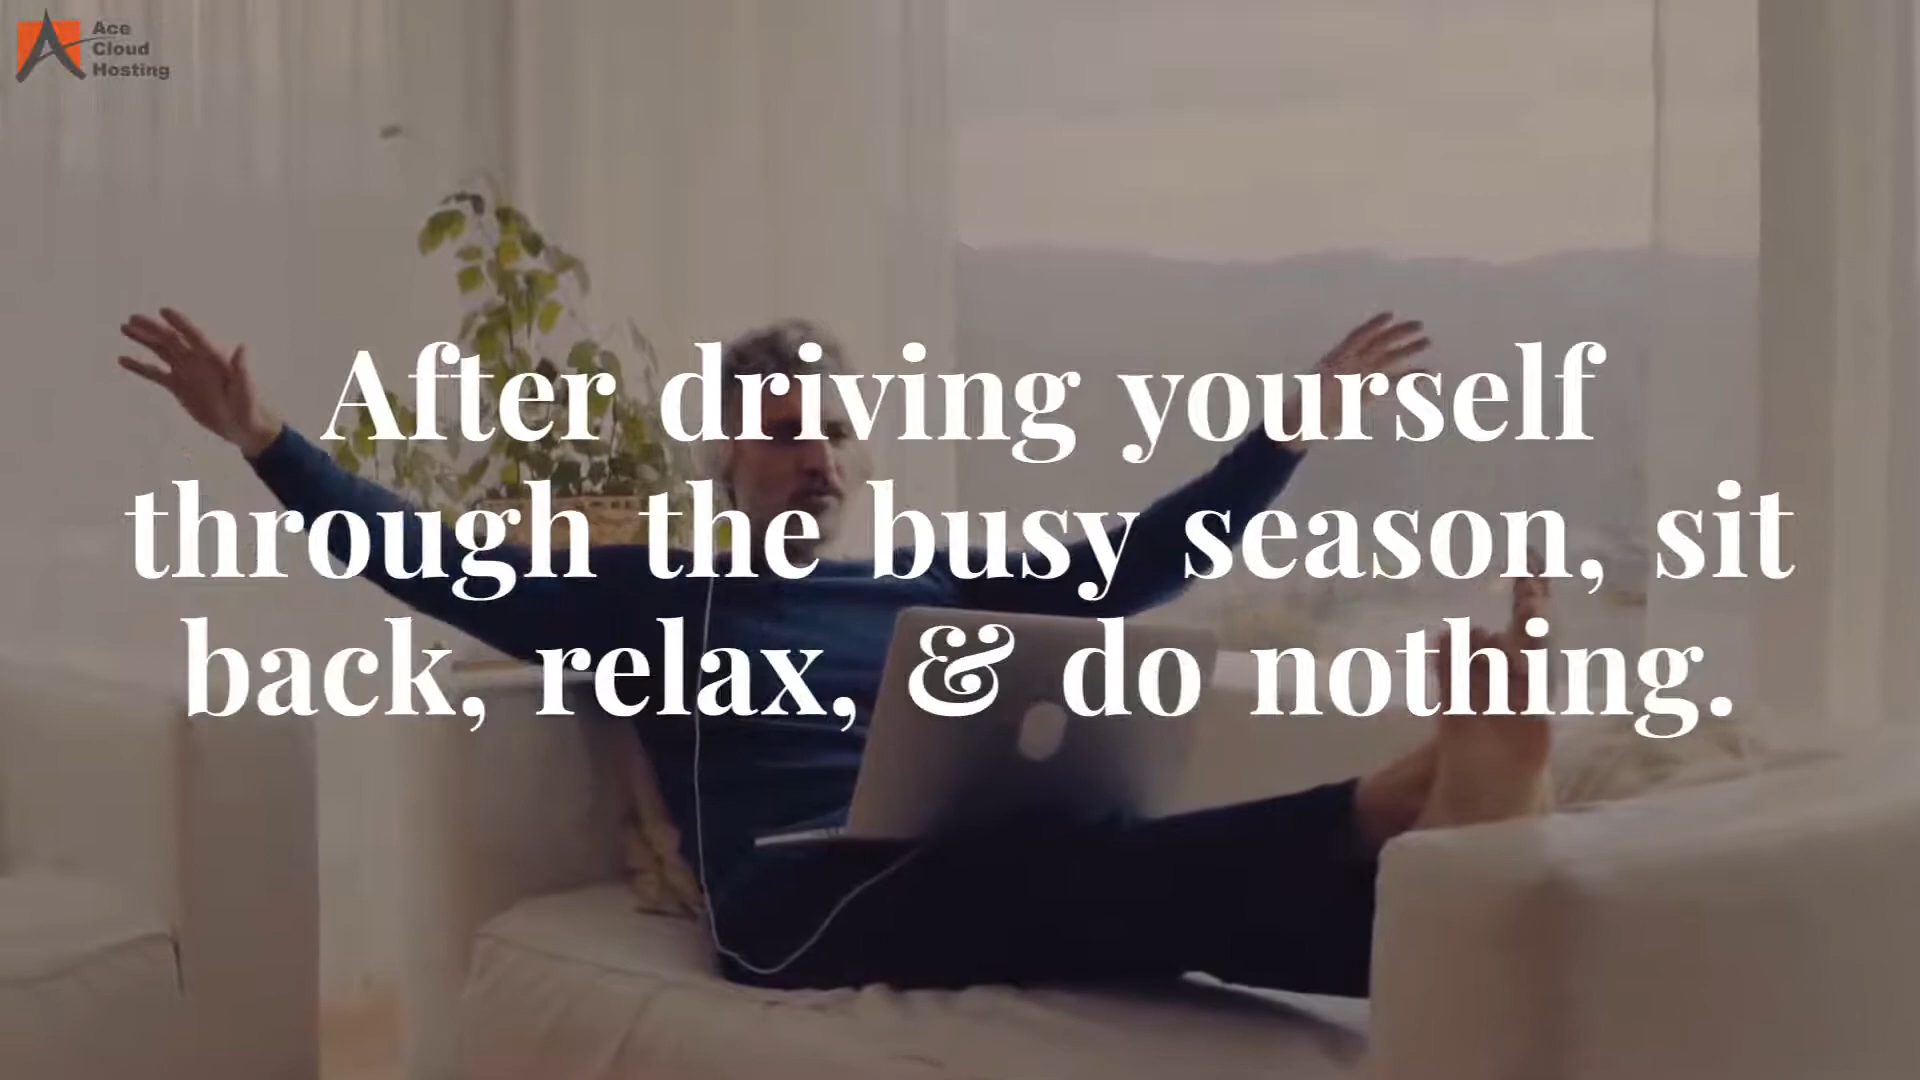 Ace
Cloud
Hosting
After driving yourself
through the busy season, sit
back, relax, & do nothing.